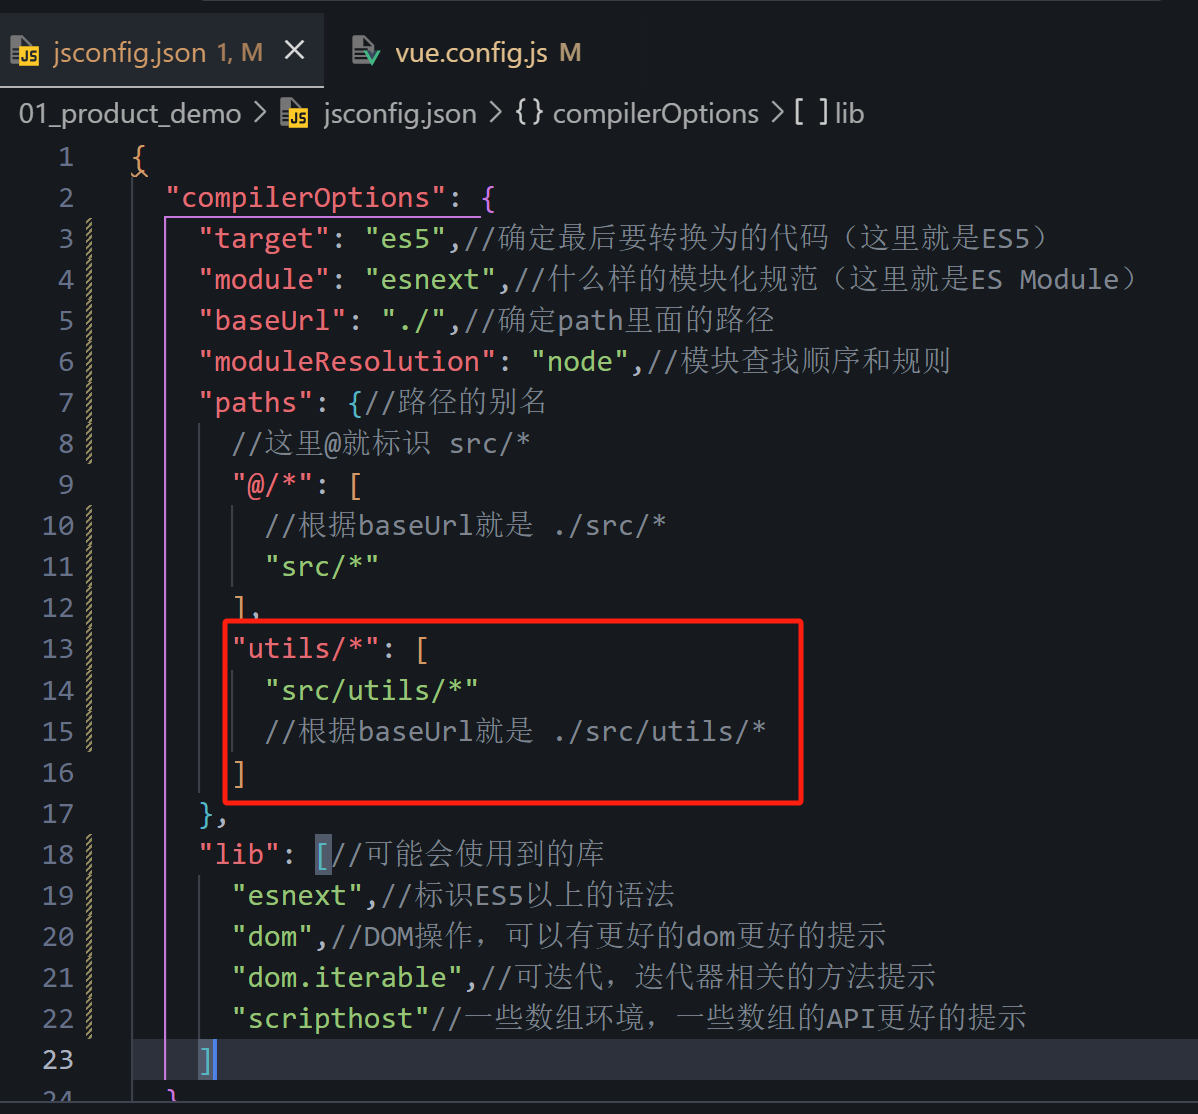 jsconfig.json 1, M
vue.config.js M
01_product_demo > jsconfig.json > {} compilerOptions > [ ] lib
1 {
2 "compilerOptions": {
3 "target": "es5",//确定最后要转换为的代码（这里就是ES5）
4 "module": "esnext",//什么样的模块化规范（这里就是ES Module）
5 "baseUrl": "./",//确定path里面的路径
6 "moduleResolution": "node",//模块查找顺序和规则
7 "paths": {//路径的别名
8 //这里@就标识 src/*
9 "@/*": [
10 //根据baseUrl就是 ./src/*
11 "src/*"
12 ],
13 "utils/*": [
14 "src/utils/*"
15 //根据baseUrl就是 ./src/utils/*
16 ]
17 },
18 "lib": [//可能会使用到的库
19 "esnext",//标识ES5以上的语法
20 "dom",//DOM操作，可以有更好的dom更好的提示
21 "dom.iterable",//可迭代，迭代器相关的方法提示
22 "scripthost"//一些数组环境，一些数组的API更好的提示
23 ]
24 }